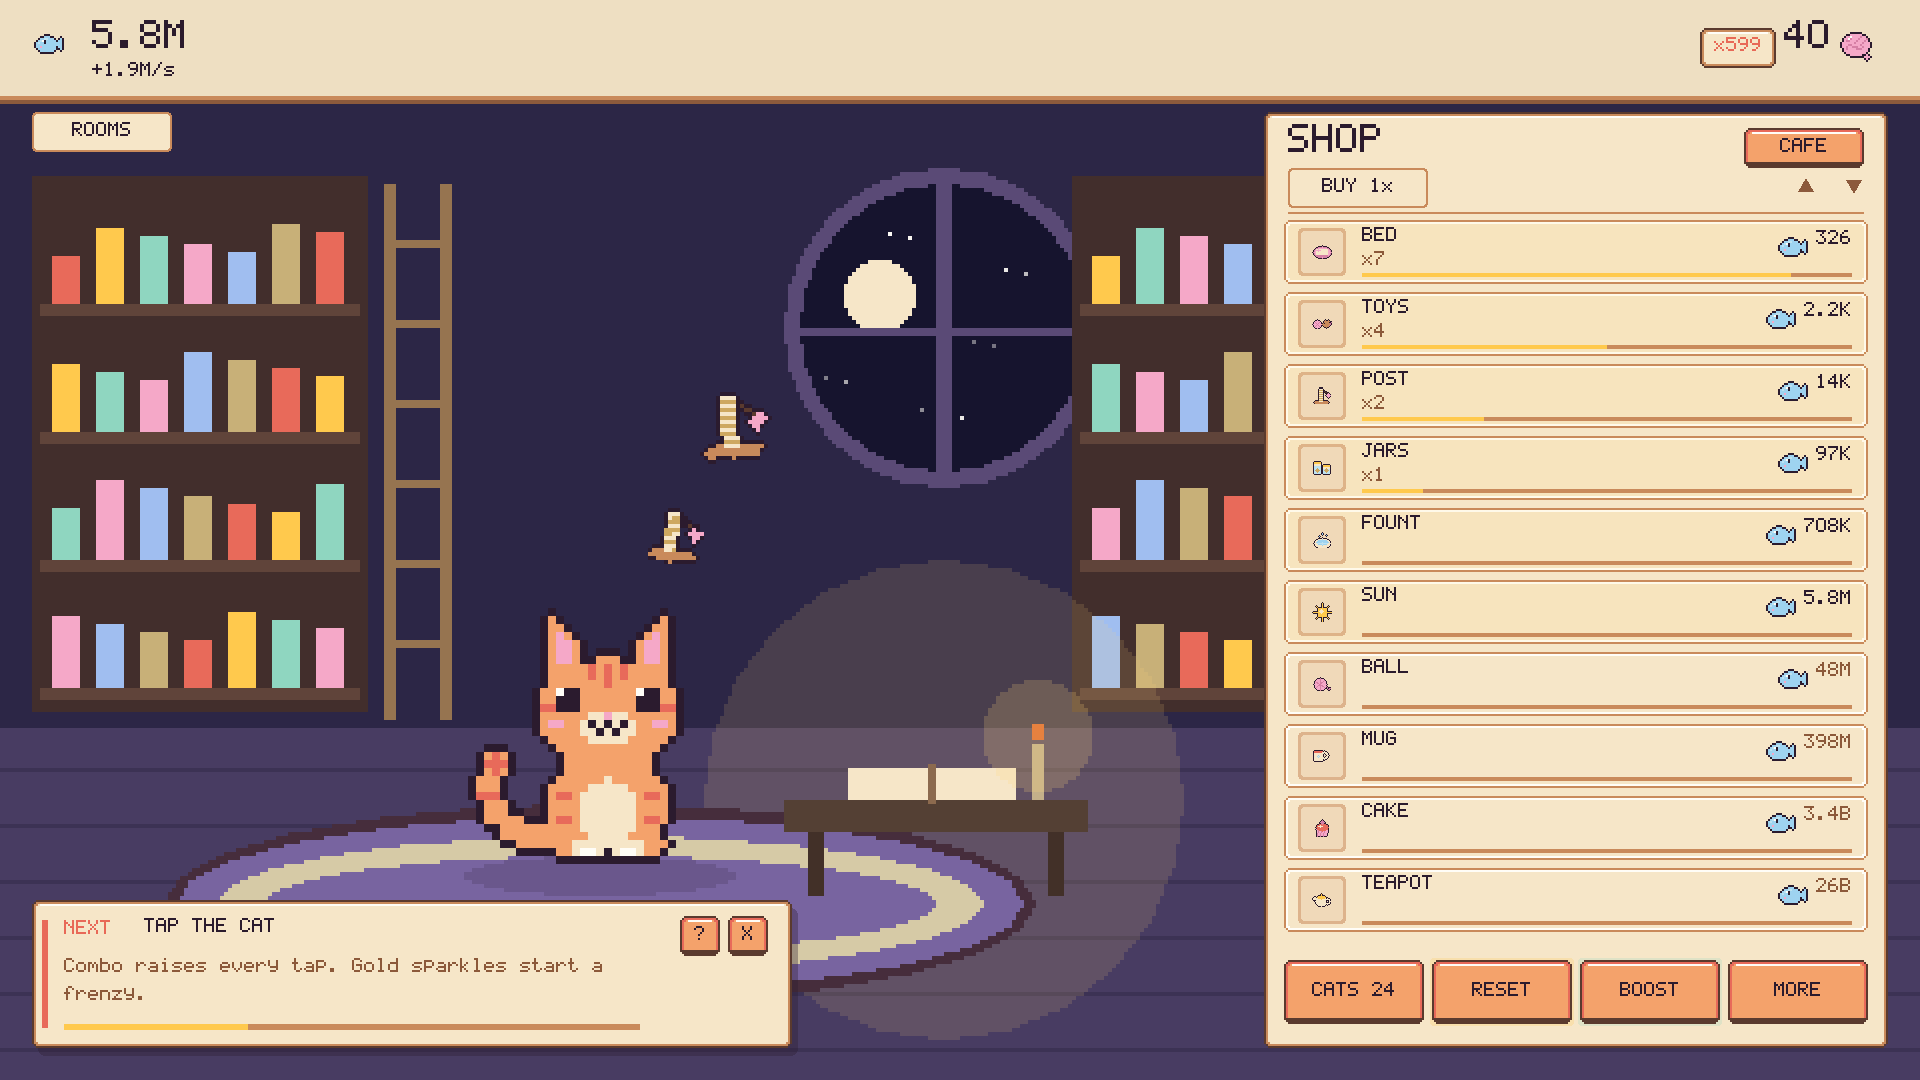 5.8M
+1.9M/s
x599
40
ROOMS
SHOP
CAFE
BUY 1x
BED
x7
326
TOYS
x4
2.2K
POST
x2
14K
JARS
x1
97K
FOUNT
708K
SUN
5.8M
BALL
48M
MUG
398M
CAKE
3.4B
TEAPOT
26B
NEXT TAP THE CAT
? X
Combo raises every tap. Gold sparkles start a
frenzy.
CATS 24
RESET
BOOST
MORE